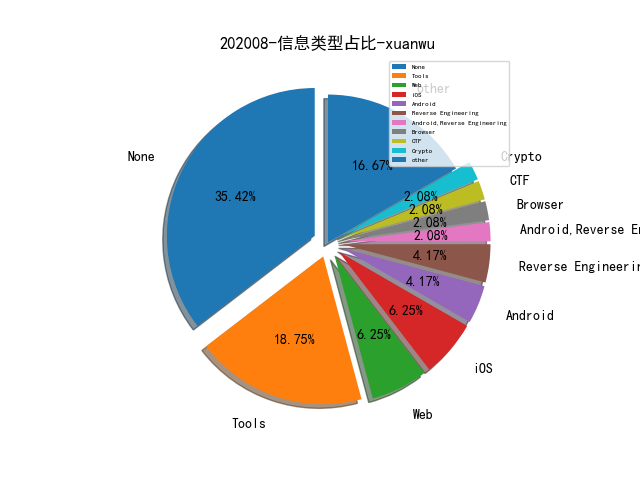 202008-信息类型占比-xuanwu
None
Tools
Web
iOS
Android
Reverse Engineering
Android,Reverse Engineering
Browser
CTF
Crypto
other
other
Crypto
CTF
Browser
Android,Reverse En
Reverse Engineerin
Android
iOS
Web
Tools
None
35.42%
16.67%
2.08%
2.08%
2.08%
2.08%
4.17%
4.17%
6.25%
6.25%
18.75%